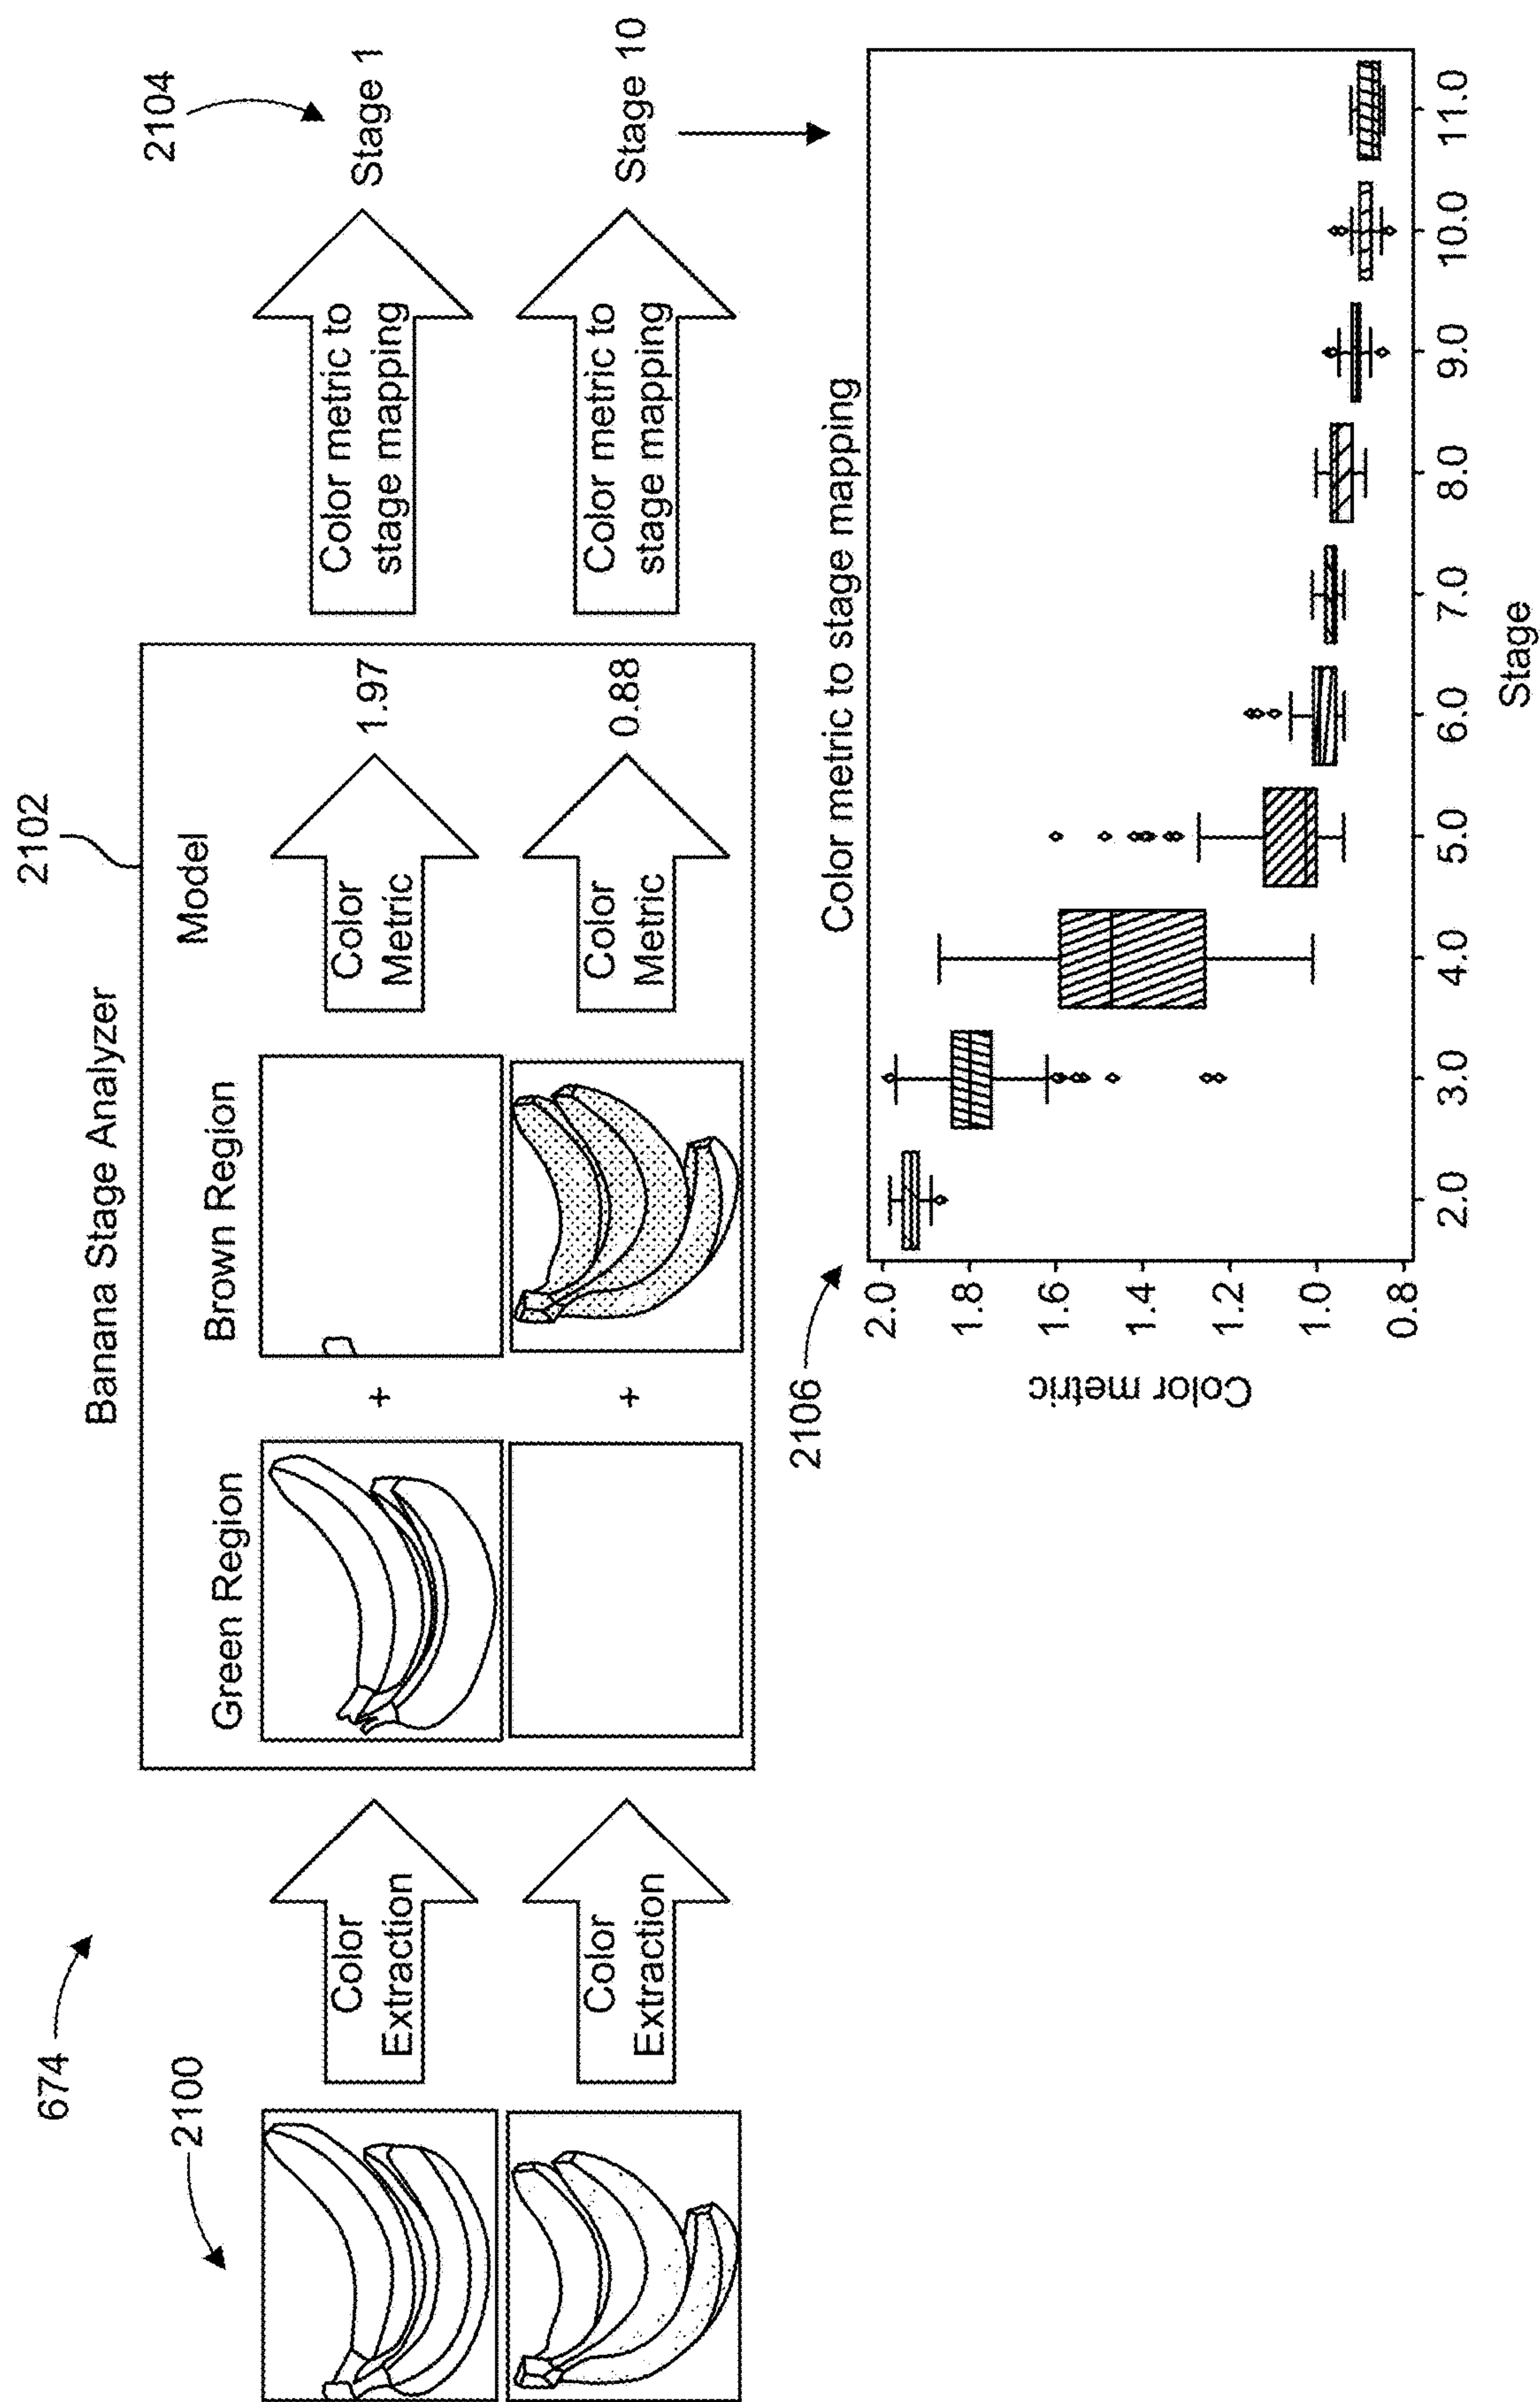 674
2100
2102
2104
Banana Stage Analyzer
Green Region
Brown Region
Model
Color
Extraction
+
Color
Metric
1.97
Color metric to
stage mapping
Stage 1
Color
Extraction
+
Color
Metric
0.88
Color metric to
stage mapping
Stage 10
2106
Color metric to stage mapping
Color metric
2.0
1.8
1.6
1.4
1.2
1.0
0.8
2.0 3.0 4.0 5.0 6.0 7.0 8.0 9.0 10.0 11.0
Stage